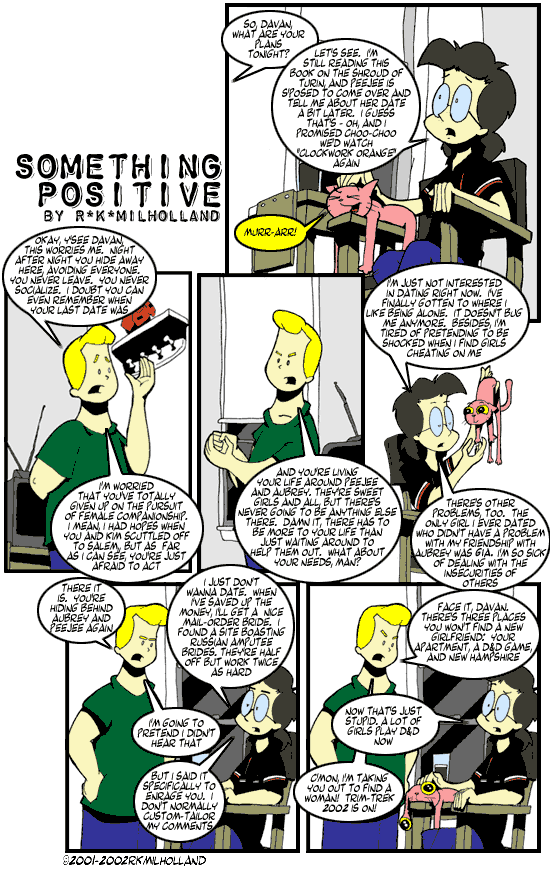 SO, DAVAN,
WHAT ARE YOUR
PLANS
TONIGHT?
LET'S SEE. I'M
STILL READING THIS
BOOK ON THE SHROUD OF
TURIN, AND PEEJEE IS
S'POSED TO COME OVER AND
TELL ME ABOUT HER DATE
A BIT LATER. I GUESS
THAT'S - OH, AND I
PROMISED CHOO-CHOO
WE'D WATCH
"CLOCKWORK ORANGE"
AGAIN
MURR-ARR!
SOMETHING
POSITIVE
BY R*K*MILHOLLAND
OKAY, Y'SEE DAVAN,
THIS WORRIES ME. NIGHT
AFTER NIGHT YOU HIDE AWAY
HERE, AVOIDING EVERYONE.
YOU NEVER LEAVE. YOU NEVER
SOCIALIZE. I DOUBT YOU CAN
EVEN REMEMBER WHEN
YOUR LAST DATE WAS
I'M WORRIED
THAT YOU'VE TOTALLY
GIVEN UP ON THE PURSUIT
OF FEMALE COMPANIONSHIP.
I MEAN, I HAD HOPES WHEN
YOU AND KIM SCUTTLED OFF
TO SALEM, BUT AS FAR
AS I CAN SEE, YOU'RE JUST
AFRAID TO ACT
AND YOU'RE LIVING
YOUR LIFE AROUND PEEJEE
AND AUBREY. THEY'RE SWEET
GIRLS AND ALL, BUT THERE'S
NEVER GOING TO BE ANYTHING ELSE
THERE. DAMN IT, THERE HAS TO
BE MORE TO YOUR LIFE THAN
JUST WAITING AROUND TO
HELP THEM OUT. WHAT ABOUT
YOUR NEEDS, MAN?
I'M JUST NOT INTERESTED
IN DATING RIGHT NOW. I'VE
FINALLY GOTTEN TO WHERE I
LIKE BEING ALONE. IT DOESN'T BUG
ME ANYMORE. BESIDES, I'M
TIRED OF PRETENDING TO BE
SHOCKED WHEN I FIND GIRLS
CHEATING ON ME
THERE'S OTHER
PROBLEMS, TOO. THE
ONLY GIRL I EVER DATED
WHO DIDN'T HAVE A PROBLEM
WITH MY FRIENDSHIP WITH
AUBREY WAS GIA. I'M SO SICK
OF DEALING WITH THE
INSECURITIES OF
OTHERS
THERE IT
IS. YOU'RE
HIDING BEHIND
AUBREY AND
PEEJEE AGAIN
I JUST DON'T
WANNA DATE. WHEN
I'VE SAVED UP THE
MONEY, I'LL GET A NICE
MAIL-ORDER BRIDE. I
FOUND A SITE BOASTING
RUSSIAN AMPUTEE
BRIDES. THEY'RE HALF
OFF BUT WORK TWICE
AS HARD
I'M GOING TO
PRETEND I DIDN'T
HEAR THAT
BUT I SAID IT
SPECIFICALLY TO
ENRAGE YOU. I
DON'T NORMALLY
CUSTOM-TAILOR
MY COMMENTS
FACE IT, DAVAN.
THERE'S THREE PLACES
YOU WON'T FIND A NEW
GIRLFRIEND: YOUR
APARTMENT, A D&D GAME,
AND NEW HAMPSHIRE
NOW THAT'S JUST
STUPID. A LOT OF
GIRLS PLAY D&D
NOW
C'MON, I'M TAKING
YOU OUT TO FIND A
WOMAN! TRIM-TREK
2002 IS ON!
©2001-2002RKMILHOLLAND